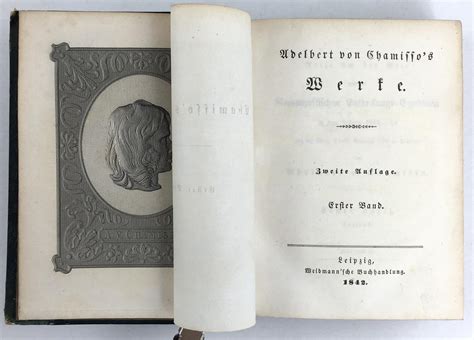 Adelbert von Chamisso's
Werke.
Zweite Auflage.
Erster Band.
Leipzig,
Weidmann'sche Buchhandlung.
1842.